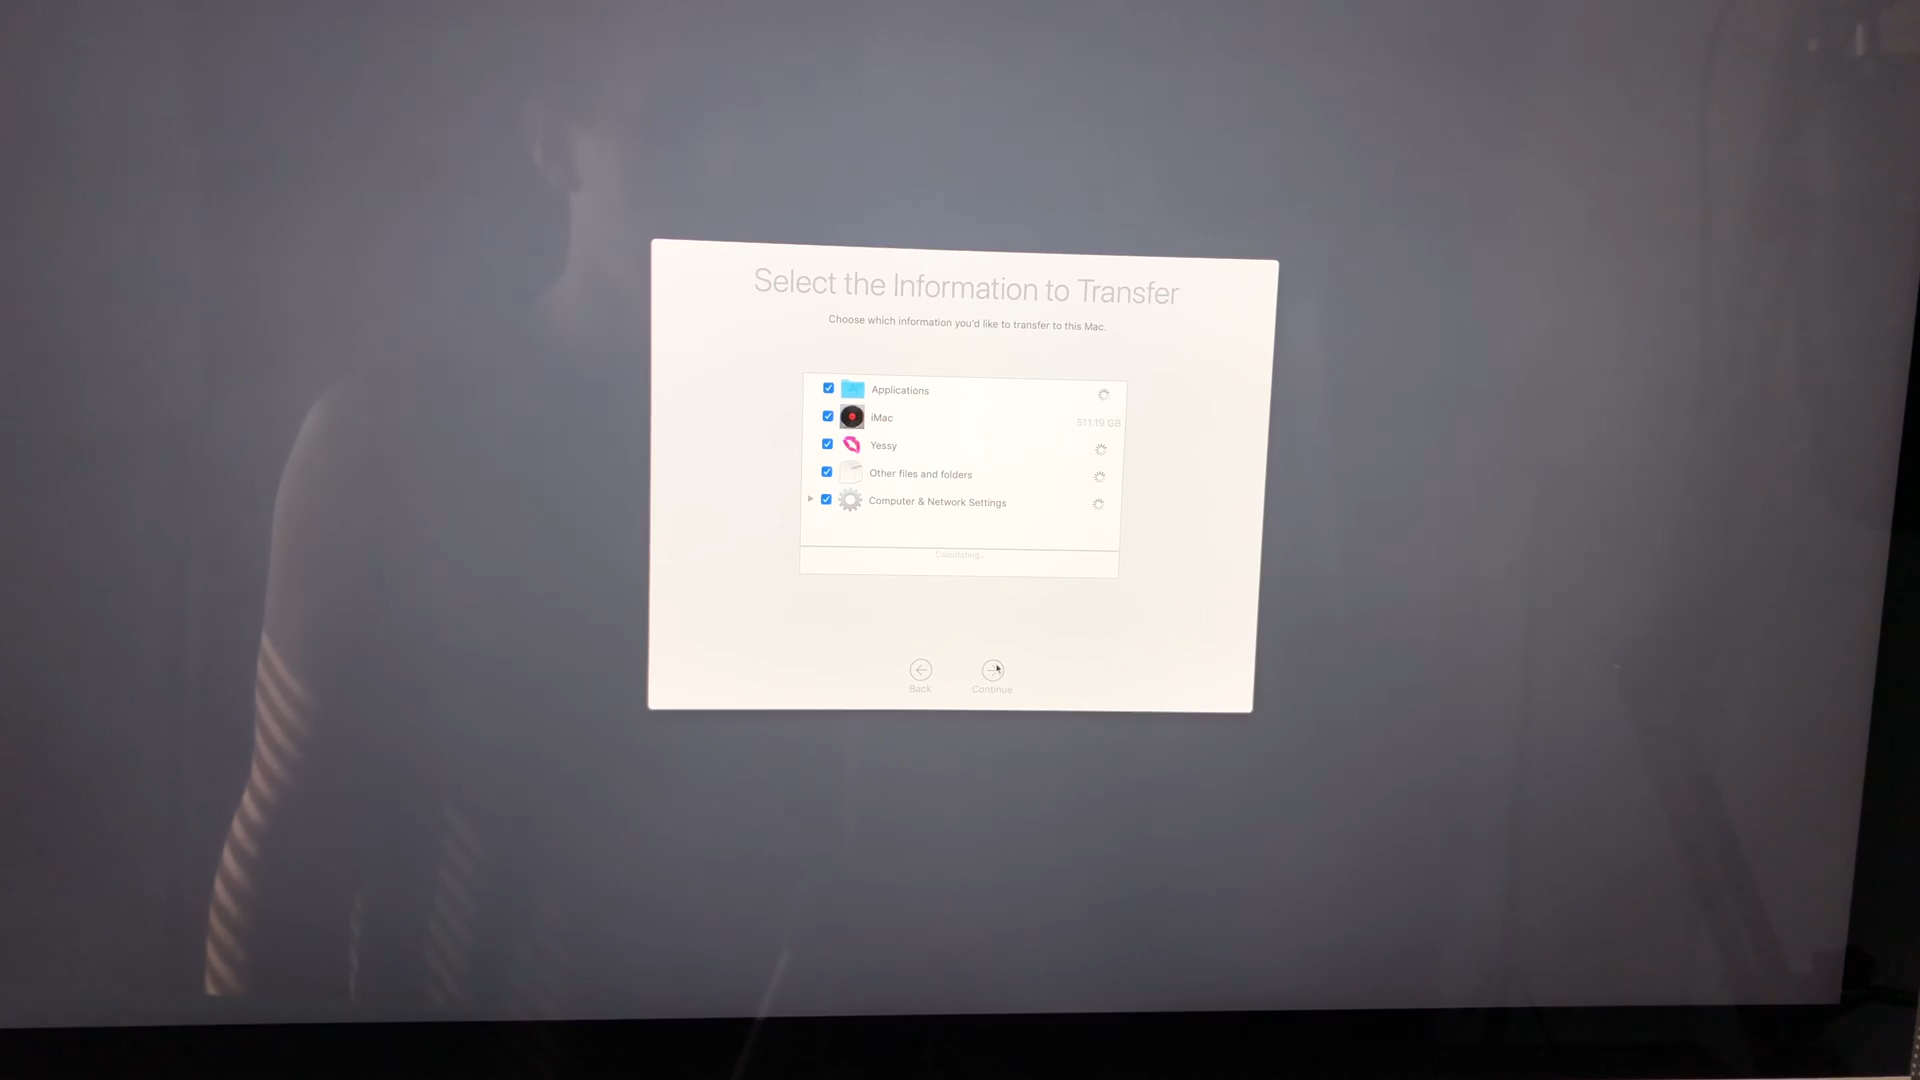 Select the Information to Transfer
Choose which information you'd like to transfer to this Mac.
Applications
iMac 511.19 GB
Yessy
Other files and folders
Computer & Network Settings
Calculating...
Back Continue